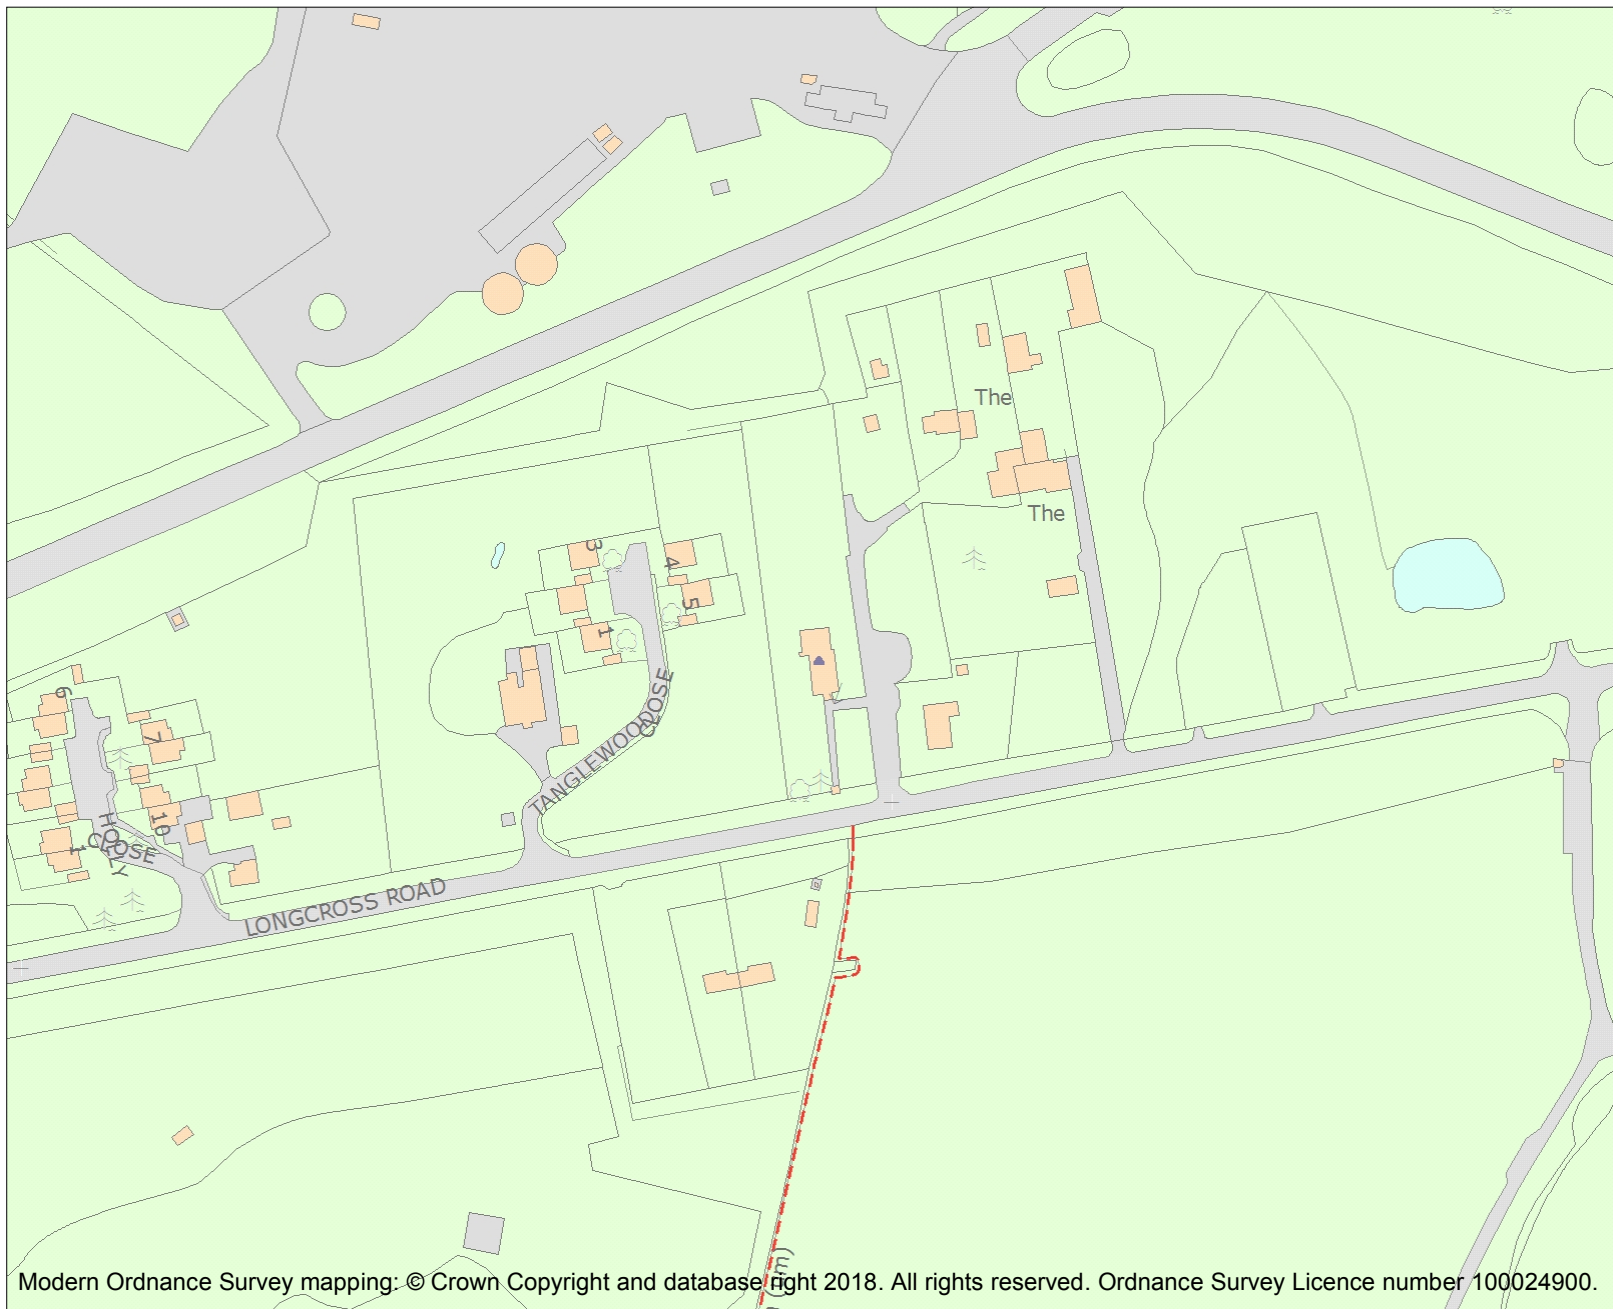 The
The
3
4
5
1
TANGLEWOOD
CLOSE
6
7
10
1
HOLLY
CLOSE
LONGCROSS ROAD
Modern Ordnance Survey mapping: © Crown Copyright and database right 2018. All rights reserved. Ordnance Survey Licence number 100024900.